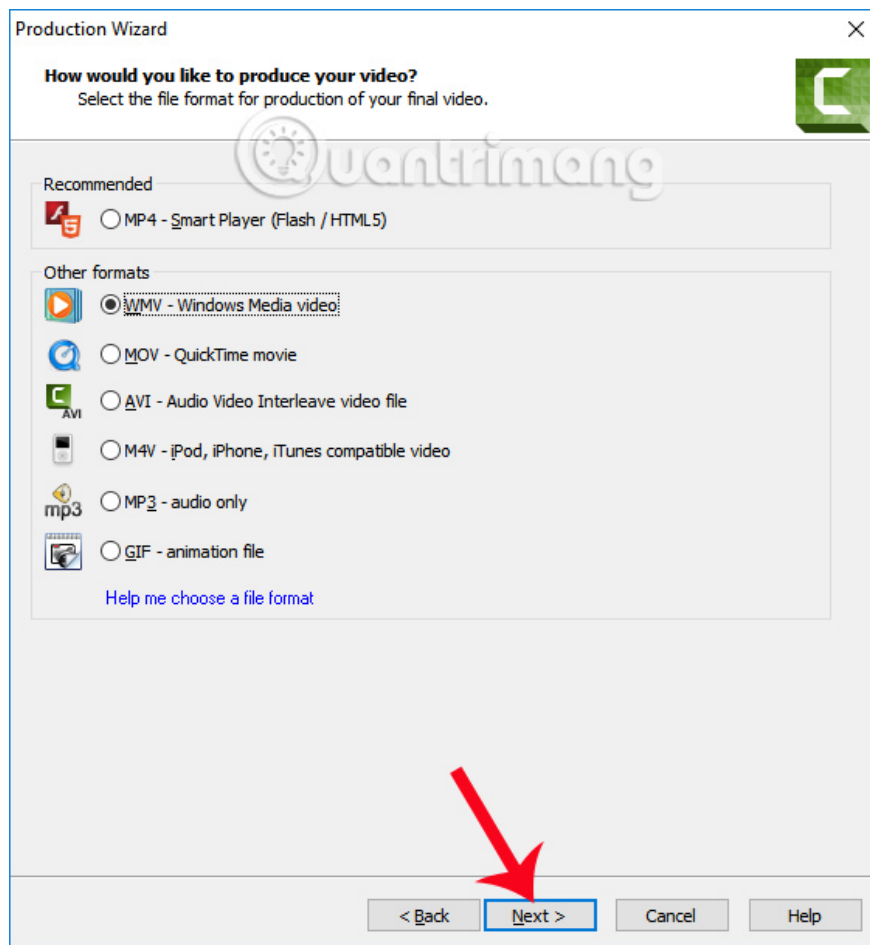 Production Wizard
How would you like to produce your video?
Select the file format for production of your final video.
Quantrimang
Recommended
MP4 - Smart Player (Flash / HTML5)
Other formats
WMV - Windows Media video
MOV - QuickTime movie
AVI
AVI - Audio Video Interleave video file
M4V - iPod, iPhone, iTunes compatible video
mp3
MP3 - audio only
GIF - animation file
Help me choose a file format
< Back Next > Cancel Help